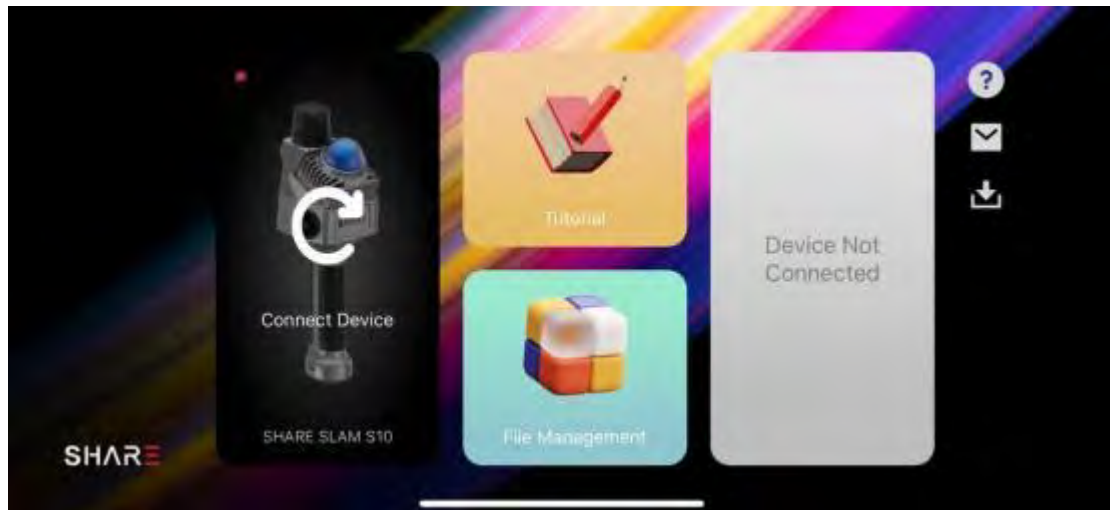 Connect Device
SHARE SLAM S10
Tutorial
File Management
Device Not
Connected
?
SHARE